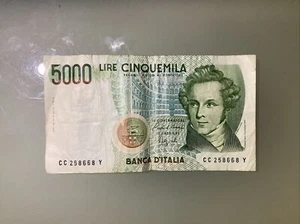 5000 LIRE CINQUEMILA
CC 258668 Y
BANCA D'ITALIA
CC 258668 Y